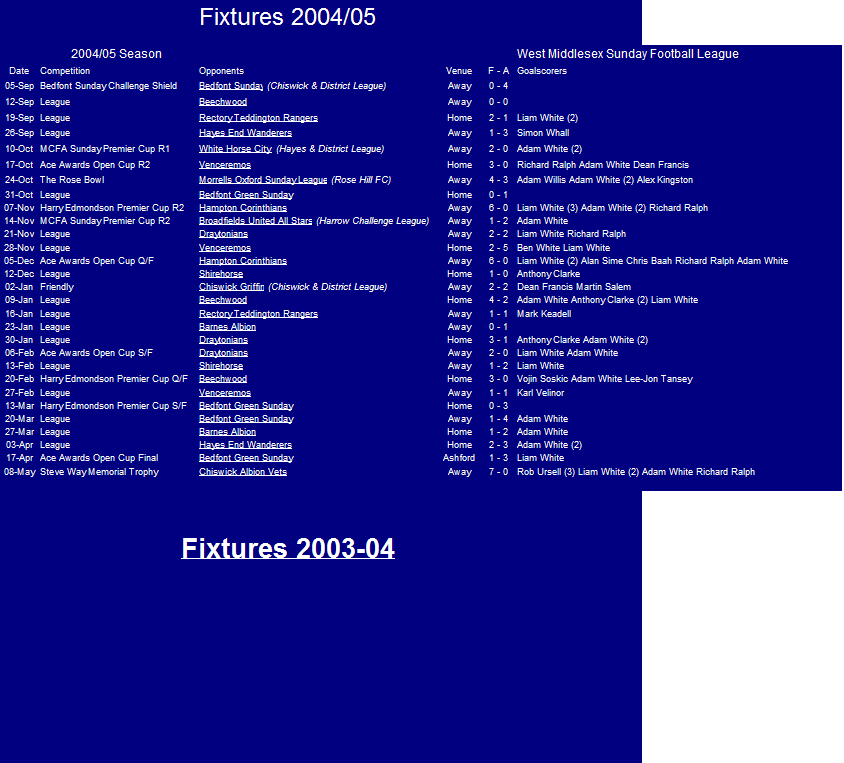 Fixtures 2004/05
2004/05 Season West Middlesex Sunday Football League
Date Competition Opponents Venue F - A Goalscorers
05-Sep Bedfont Sunday Challenge Shield Bedfont Sunday (Chiswick & District League) Away 0 - 4
12-Sep League Beechwood Away 0 - 0
19-Sep League Rectory Teddington Rangers Home 2 - 1 Liam White (2)
26-Sep League Hayes End Wanderers Away 1 - 3 Simon Whall
10-Oct MCFA Sunday Premier Cup R1 White Horse City (Hayes & District League) Away 2 - 0 Adam White (2)
17-Oct Ace Awards Open Cup R2 Venceremos Home 3 - 0 Richard Ralph Adam White Dean Francis
24-Oct The Rose Bowl Morrells Oxford Sunday League (Rose Hill FC) Away 4 - 3 Adam Willis Adam White (2) Alex Kingston
31-Oct League Bedfont Green Sunday Home 0 - 1
07-Nov Harry Edmondson Premier Cup R2 Hampton Corinthians Away 6 - 0 Liam White (3) Adam White (2) Richard Ralph
14-Nov MCFA Sunday Premier Cup R2 Broadfields United All Stars (Harrow Challenge League) Away 1 - 2 Adam White
21-Nov League Draytonians Away 2 - 2 Liam White Richard Ralph
28-Nov League Venceremos Home 2 - 5 Ben White Liam White
05-Dec Ace Awards Open Cup Q/F Hampton Corinthians Away 6 - 0 Liam White (2) Alan Sime Chris Baah Richard Ralph Adam White
12-Dec League Shirehorse Home 1 - 0 Anthony Clarke
02-Jan Friendly Chiswick Griffin (Chiswick & District League) Away 2 - 2 Dean Francis Martin Salem
09-Jan League Beechwood Home 4 - 2 Adam White Anthony Clarke (2) Liam White
16-Jan League Rectory Teddington Rangers Away 1 - 1 Mark Keadell
23-Jan League Barnes Albion Away 0 - 1
30-Jan League Draytonians Home 3 - 1 Anthony Clarke Adam White (2)
06-Feb Ace Awards Open Cup S/F Draytonians Away 2 - 0 Liam White Adam White
13-Feb League Shirehorse Away 1 - 2 Liam White
20-Feb Harry Edmondson Premier Cup Q/F Beechwood Home 3 - 0 Vojin Soskic Adam White Lee-Jon Tansey
27-Feb League Venceremos Away 1 - 1 Karl Velinor
13-Mar Harry Edmondson Premier Cup S/F Bedfont Green Sunday Home 0 - 3
20-Mar League Bedfont Green Sunday Away 1 - 4 Adam White
27-Mar League Barnes Albion Home 1 - 2 Adam White
03-Apr League Hayes End Wanderers Home 2 - 3 Adam White (2)
17-Apr Ace Awards Open Cup Final Bedfont Green Sunday Ashford 1 - 3 Liam White
08-May Steve Way Memorial Trophy Chiswick Albion Vets Away 7 - 0 Rob Ursell (3) Liam White (2) Adam White Richard Ralph
Fixtures 2003-04